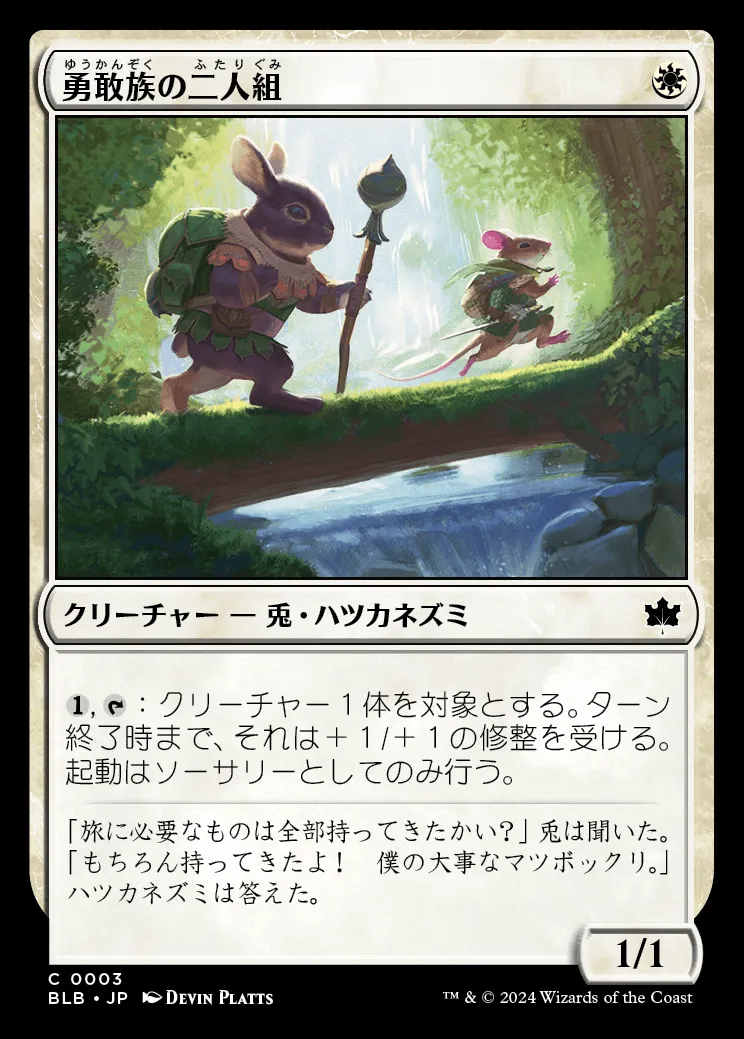 ゆうかんぞく ふたりぐみ
勇敢族の二人組
クリーチャー — 兎・ハツカネズミ
1, : クリーチャー1体を対象とする。ターン
終了時まで、それは+1/+1の修整を受ける。
起動はソーサリーとしてのみ行う。
「旅に必要なものは全部持ってきたかい?」兎は聞いた。
「もちろん持ってきたよ! 僕の大事なマツボックリ。」
ハツカネズミは答えた。
1/1
C 0003
BLB • JP DEVIN PLATTS
™ & © 2024 Wizards of the Coast